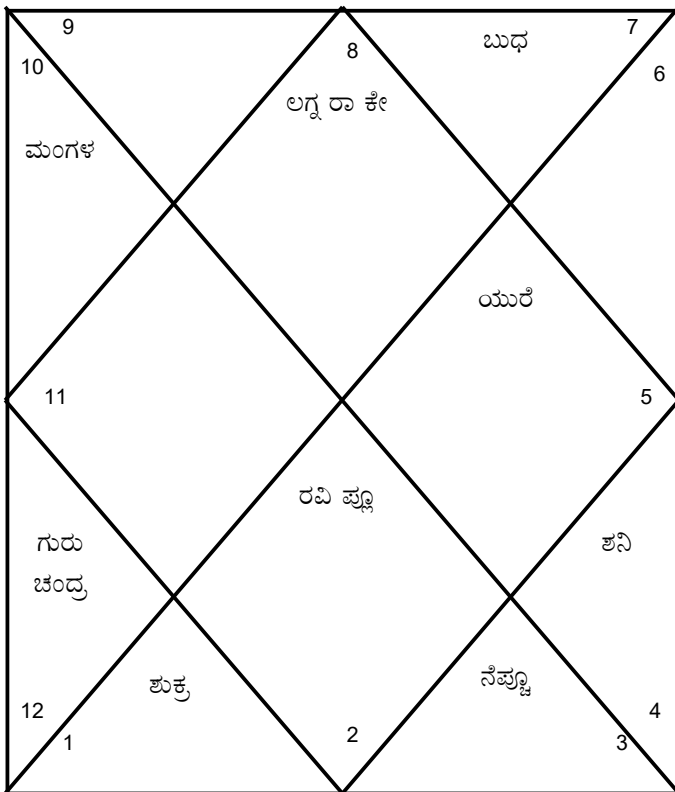 9
8
ಬುಧ
7
10
6
ಲಗ್ನ ರಾ ಕೇ
ಮಂಗಳ
ಯುರೆ
11
5
ರವಿ ಪ್ಲೂ
ಗುರು
ಶನಿ
ಚಂದ್ರ
ಶುಕ್ರ
ನೆಪ್ಚೂ
12
2
4
1
3